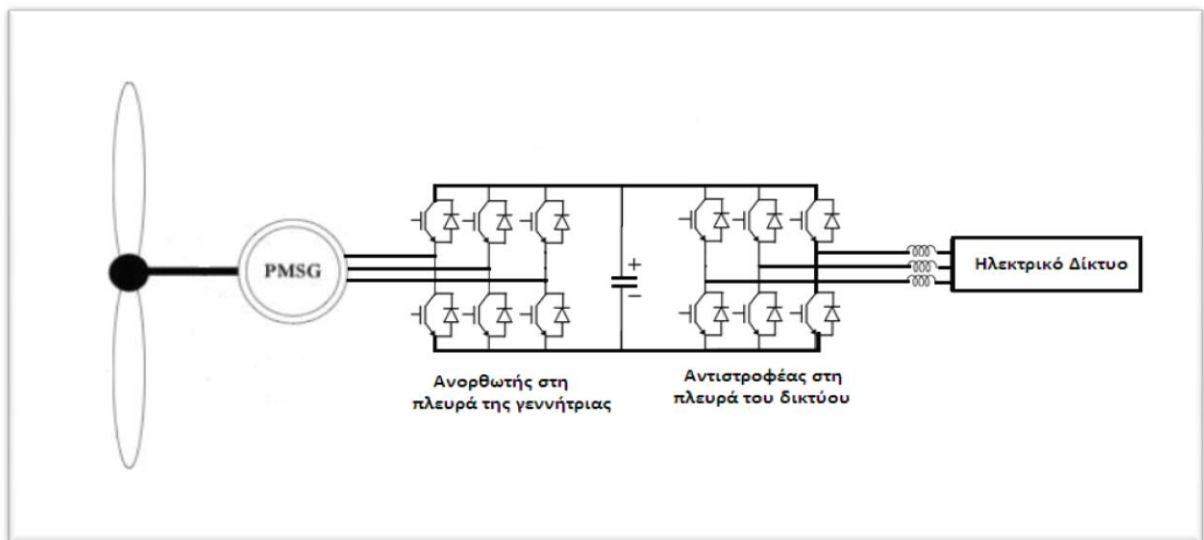 PMSG
+
−
Ηλεκτρικό Δίκτυο
Ανορθωτής στη
πλευρά της γεννήτριας
Αντιστροφέας στη
πλευρά του δικτύου